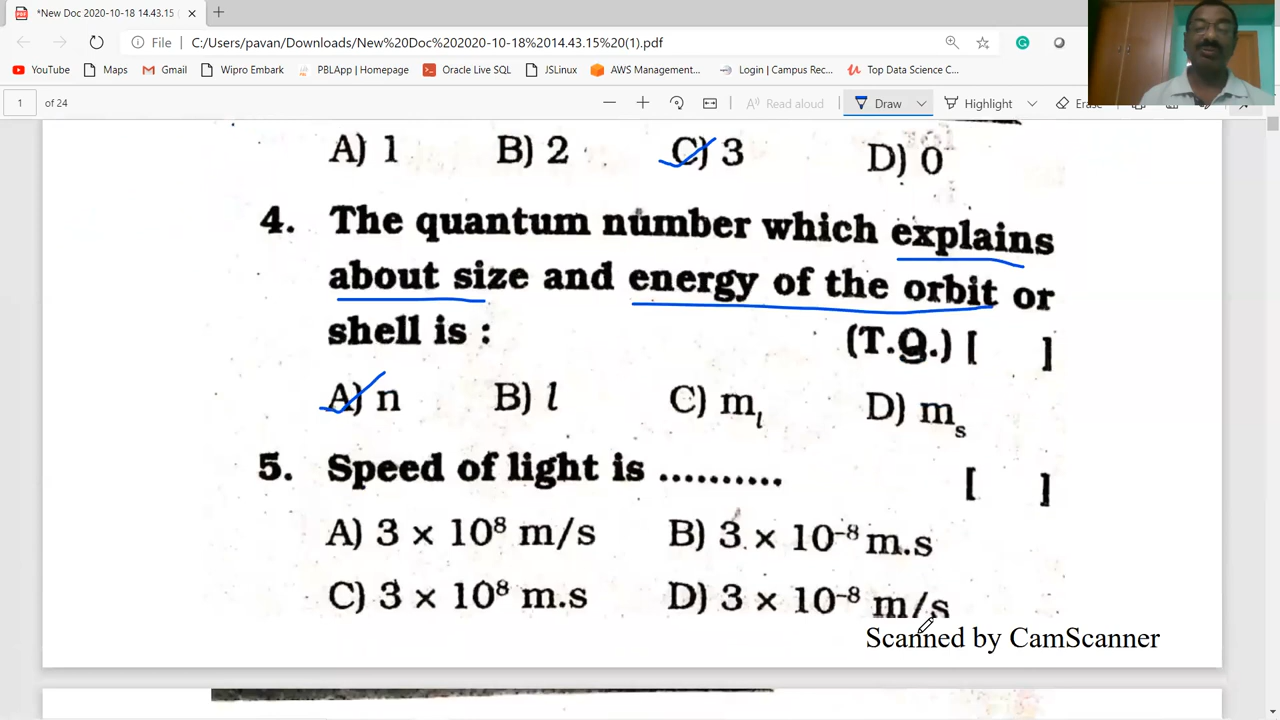 *New Doc 2020-10-18 14.43.15
File C:/Users/pavan/Downloads/New%20Doc%202020-10-18%2014.43.15%20(1).pdf
YouTube Maps Gmail Wipro Embark PBLApp | Homepage Oracle Live SQL JSLinux AWS Management... Login | Campus Rec... Top Data Science C...
1 of 24 Read aloud Draw Highlight Erase
A) 1 B) 2 C) 3 D) 0
4. The quantum number which explains
about size and energy of the orbit or
shell is : (T.Q.) [ ]
A) n B) l C) mₗ D) mₛ
5. Speed of light is .......... [ ]
A) 3 × 10⁸ m/s B) 3 × 10⁻⁸ m.s
C) 3 × 10⁸ m.s D) 3 × 10⁻⁸ m/s
Scanned by CamScanner